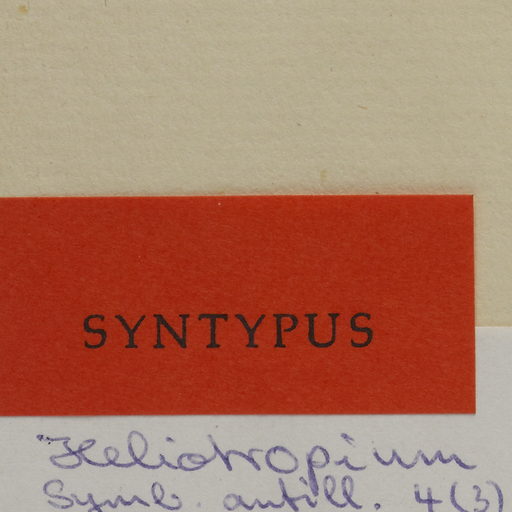 SYNTYPUS
Heliotropium
Symb. antill. 4(3)